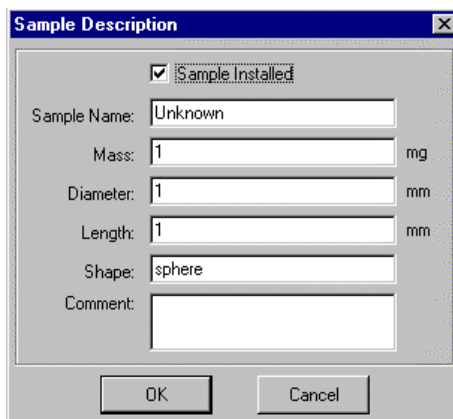 Sample Description
Sample Installed
Sample Name: Unknown
Mass: 1 mg
Diameter: 1 mm
Length: 1 mm
Shape: sphere
Comment:
OK Cancel